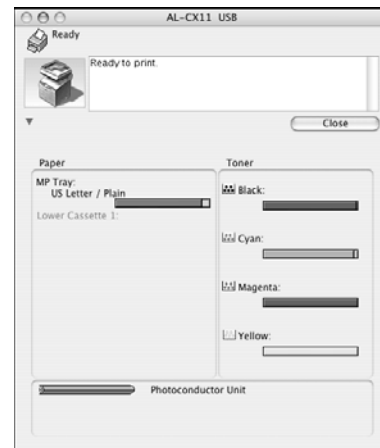 AL-CX11 USB
Ready
Ready to print.
Close
Paper
MP Tray:
US Letter / Plain
Lower Cassette 1:
Toner
Black:
Cyan:
Magenta:
Yellow:
Photoconductor Unit